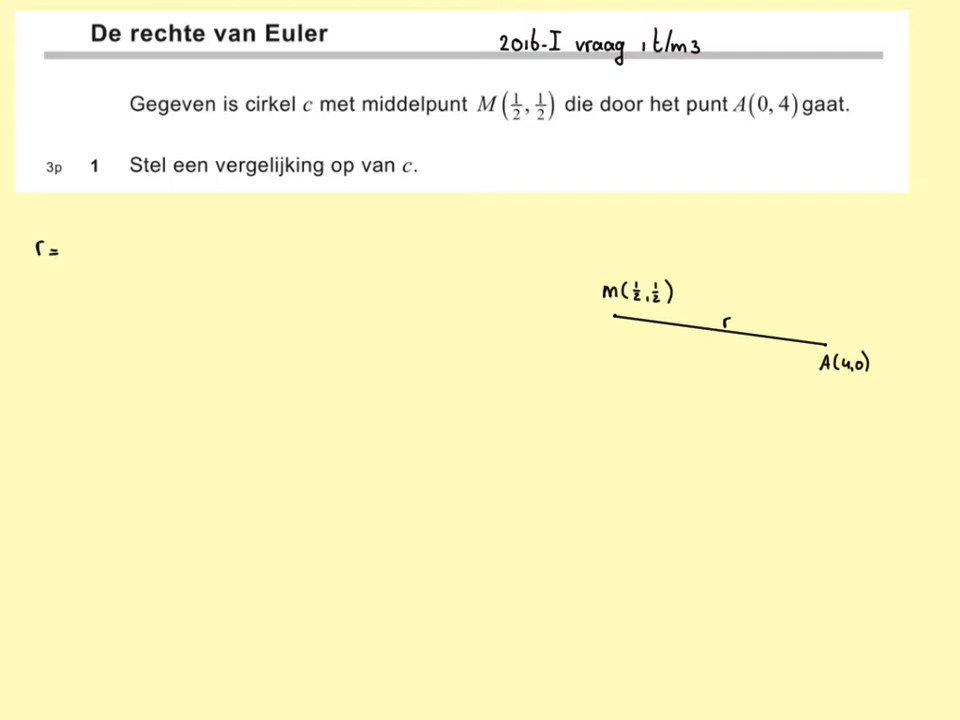 De rechte van Euler
2016-I vraag 1 t/m 3
Gegeven is cirkel c met middelpunt M(½, ½) die door het punt A(0, 4) gaat.
3p 1 Stel een vergelijking op van c.
r =
M(½, ½)
r
A(4,0)